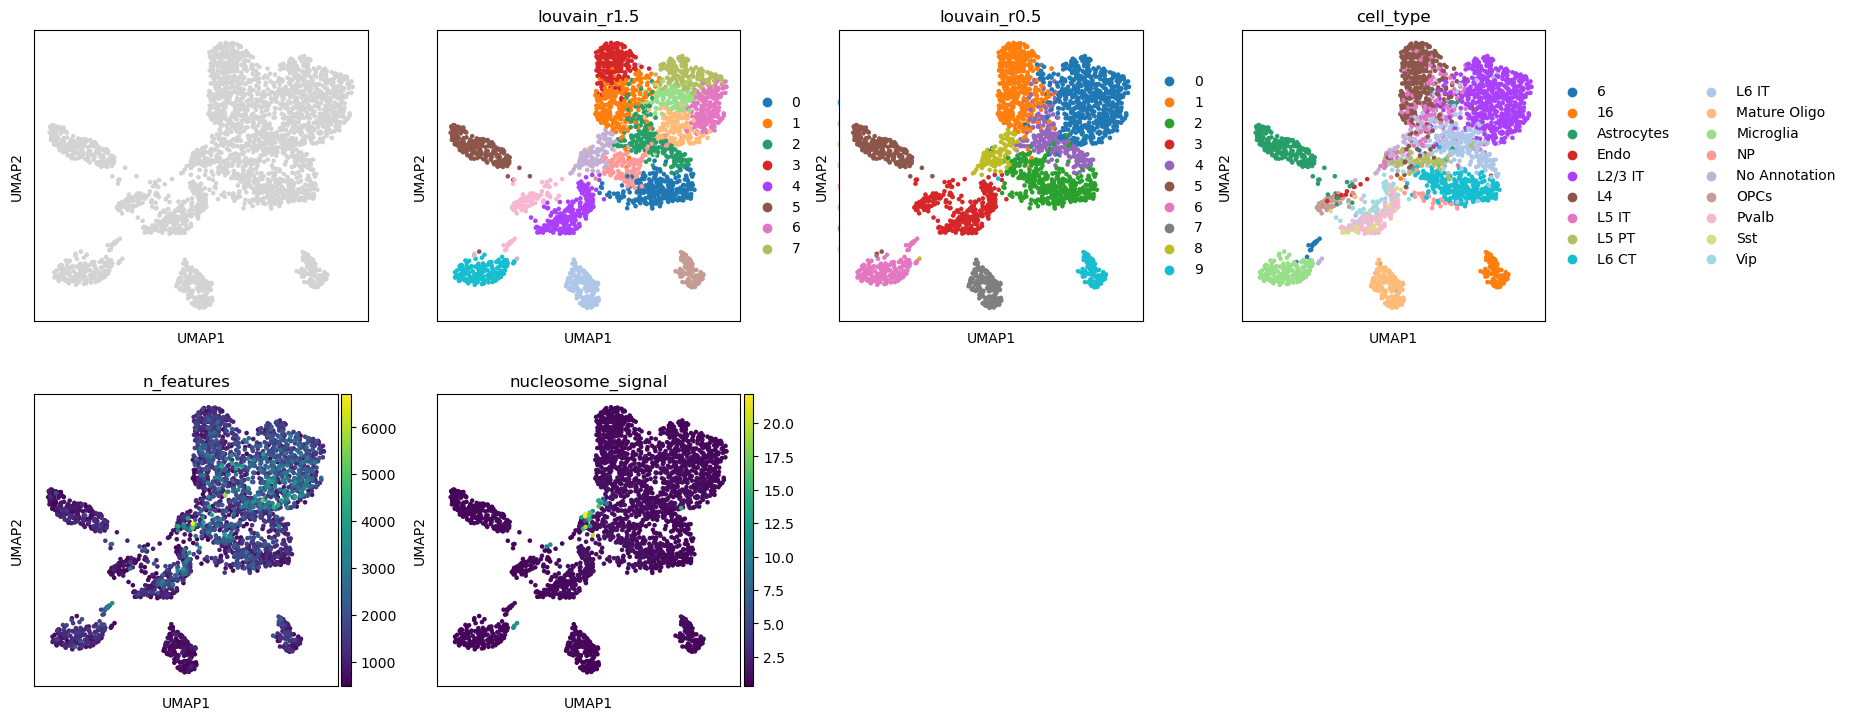 louvain_r1.5
louvain_r0.5
cell_type
UMAP2
UMAP1
UMAP2
UMAP1
0
1
2
3
4
5
6
7
UMAP2
UMAP1
0
1
2
3
4
5
6
7
8
9
UMAP2
UMAP1
6
16
Astrocytes
Endo
L2/3 IT
L4
L5 IT
L5 PT
L6 CT
L6 IT
Mature Oligo
Microglia
NP
No Annotation
OPCs
Pvalb
Sst
Vip
n_features
UMAP2
UMAP1
6000
5000
4000
3000
2000
1000
nucleosome_signal
UMAP2
UMAP1
20.0
17.5
15.0
12.5
10.0
7.5
5.0
2.5